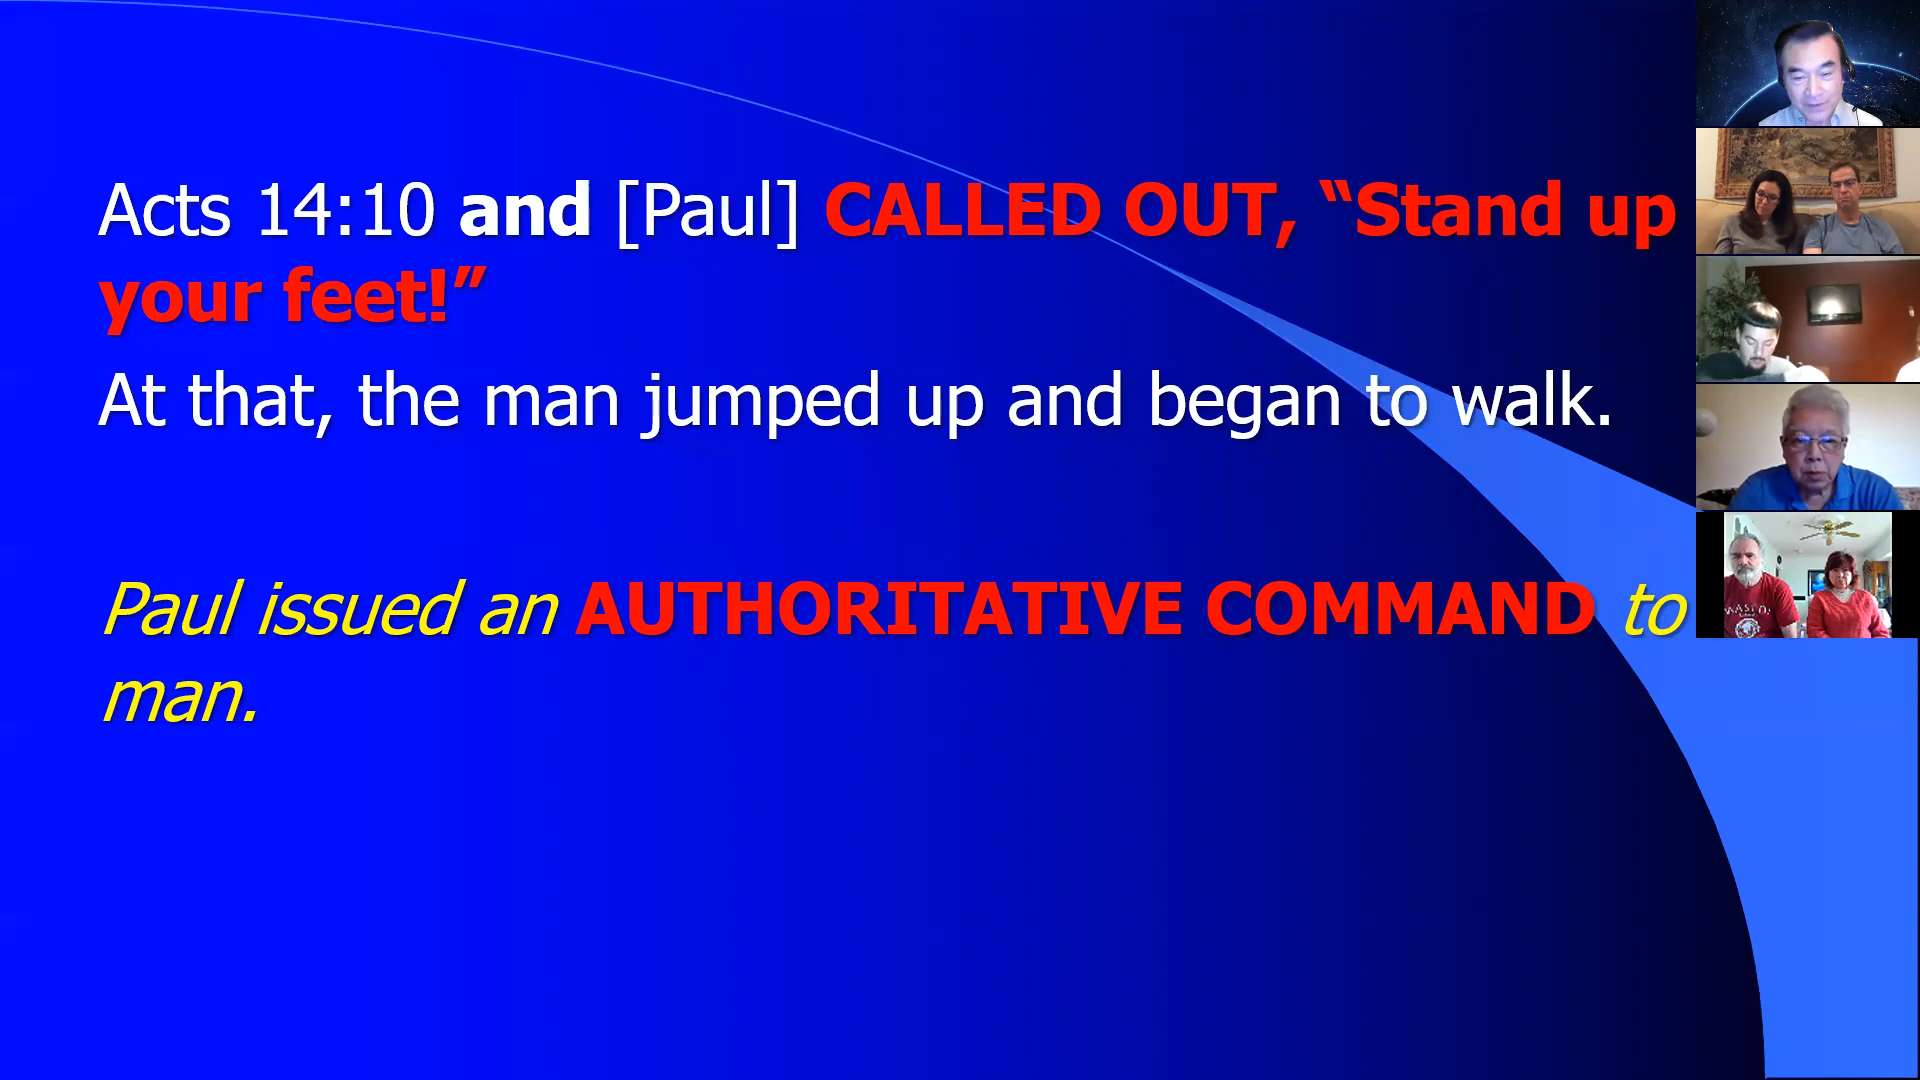 Acts 14:10 and [Paul] CALLED OUT, “Stand up
your feet!”
At that, the man jumped up and began to walk.
Paul issued an AUTHORITATIVE COMMAND to
man.